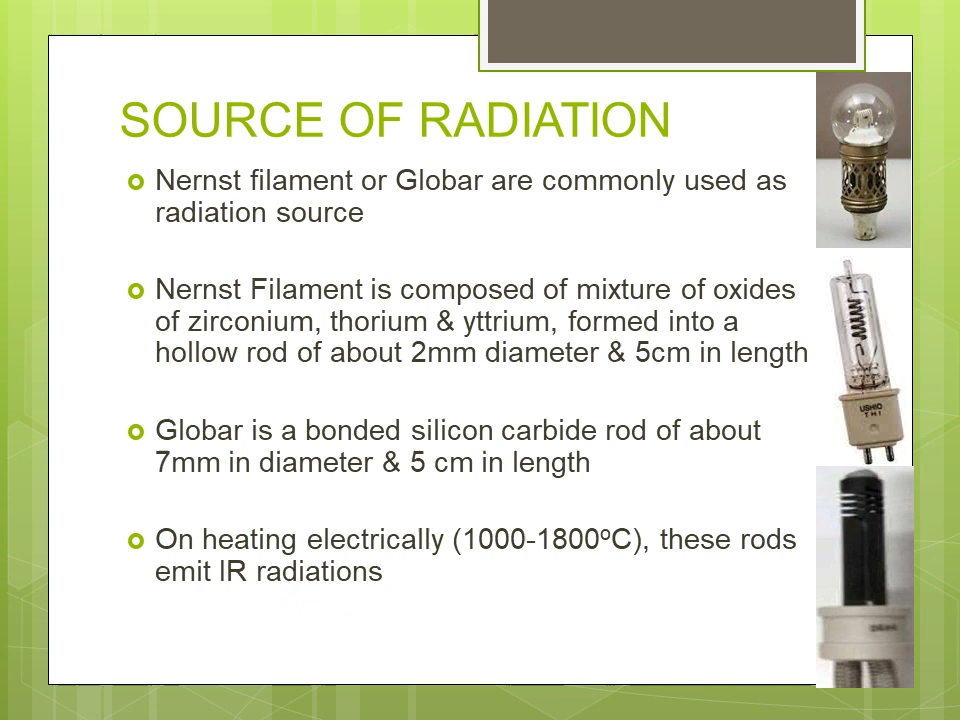 SOURCE OF RADIATION
Nernst filament or Globar are commonly used as
radiation source
Nernst Filament is composed of mixture of oxides
of zirconium, thorium & yttrium, formed into a
hollow rod of about 2mm diameter & 5cm in length
Globar is a bonded silicon carbide rod of about
7mm in diameter & 5 cm in length
On heating electrically (1000-1800ºC), these rods
emit IR radiations
USHIO